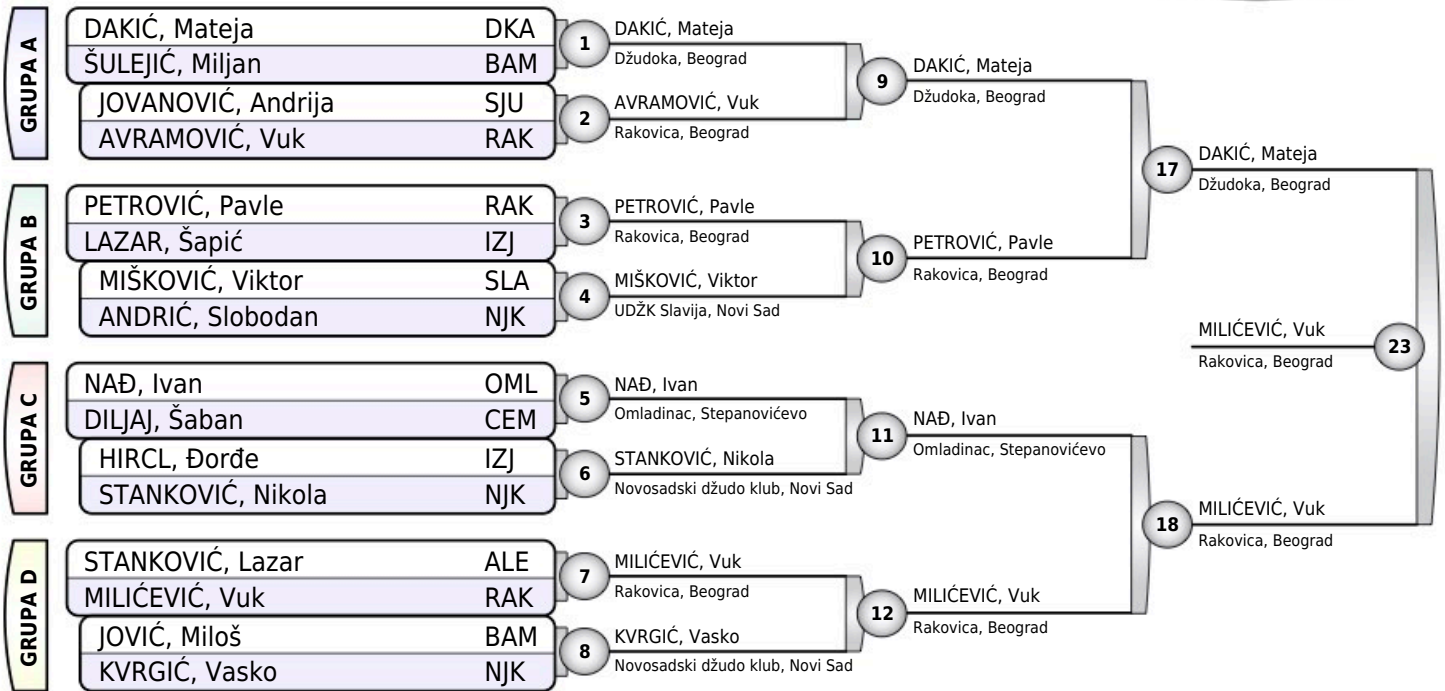 GRUPA A
DAKIĆ, Mateja DKA
ŠULEJIĆ, Miljan BAM
JOVANOVIĆ, Andrija SJU
AVRAMOVIĆ, Vuk RAK
GRUPA B
PETROVIĆ, Pavle RAK
LAZAR, Šapić IZJ
MIŠKOVIĆ, Viktor SLA
ANDRIĆ, Slobodan NJK
GRUPA C
NAĐ, Ivan OML
DILJAJ, Šaban CEM
HIRCL, Đorđe IZJ
STANKOVIĆ, Nikola NJK
GRUPA D
STANKOVIĆ, Lazar ALE
MILIĆEVIĆ, Vuk RAK
JOVIĆ, Miloš BAM
KVRGIĆ, Vasko NJK
1
DAKIĆ, Mateja
Džudoka, Beograd
2
AVRAMOVIĆ, Vuk
Rakovica, Beograd
3
PETROVIĆ, Pavle
Rakovica, Beograd
4
MIŠKOVIĆ, Viktor
UDŽK Slavija, Novi Sad
5
NAĐ, Ivan
Omladinac, Stepanovićevo
6
STANKOVIĆ, Nikola
Novosadski džudo klub, Novi Sad
7
MILIĆEVIĆ, Vuk
Rakovica, Beograd
8
KVRGIĆ, Vasko
Novosadski džudo klub, Novi Sad
9
DAKIĆ, Mateja
Džudoka, Beograd
10
PETROVIĆ, Pavle
Rakovica, Beograd
11
NAĐ, Ivan
Omladinac, Stepanovićevo
12
MILIĆEVIĆ, Vuk
Rakovica, Beograd
17
DAKIĆ, Mateja
Džudoka, Beograd
18
MILIĆEVIĆ, Vuk
Rakovica, Beograd
MILIĆEVIĆ, Vuk
Rakovica, Beograd
23